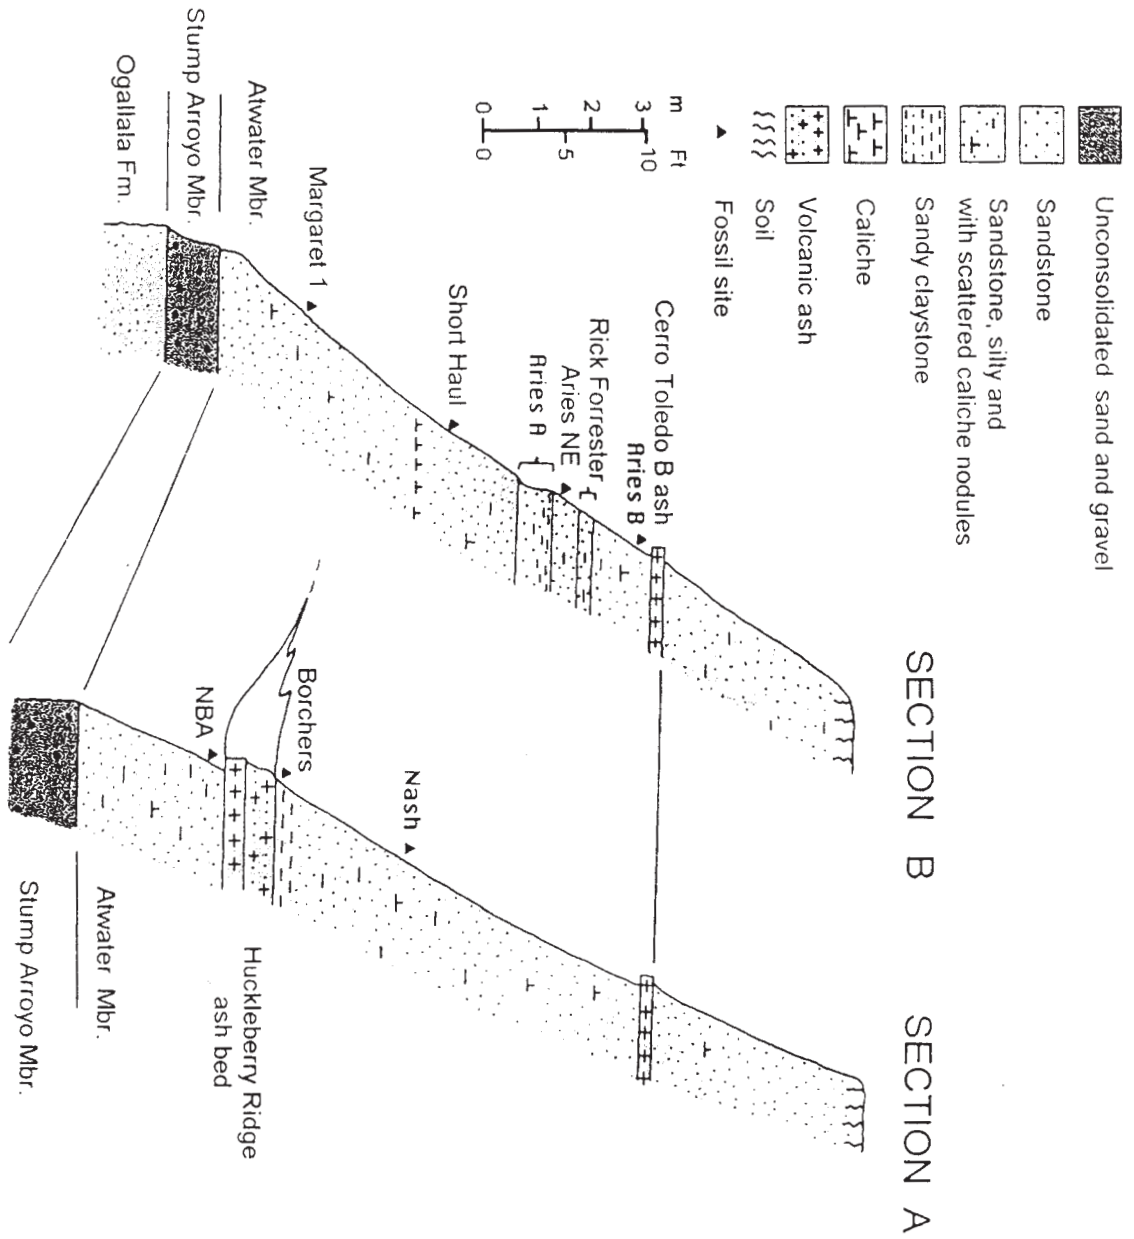 SECTION B
SECTION A
Cerro Toledo B ash
Aries B
Rick Forrester
Aries NE
Aries A
Short Haul
Margaret 1
Atwater Mbr.
Stump Arroyo Mbr.
Ogallala Fm.
Nash
Borchers
NBA
Huckleberry Ridge
ash bed
Atwater Mbr.
Stump Arroyo Mbr.
Unconsolidated sand and gravel
Sandstone
Sandstone, silly and
with scattered caliche nodules
Sandy claystone
Caliche
Volcanic ash
Soil
Fossil site
m
3
2
1
0
Ft
10
5
0